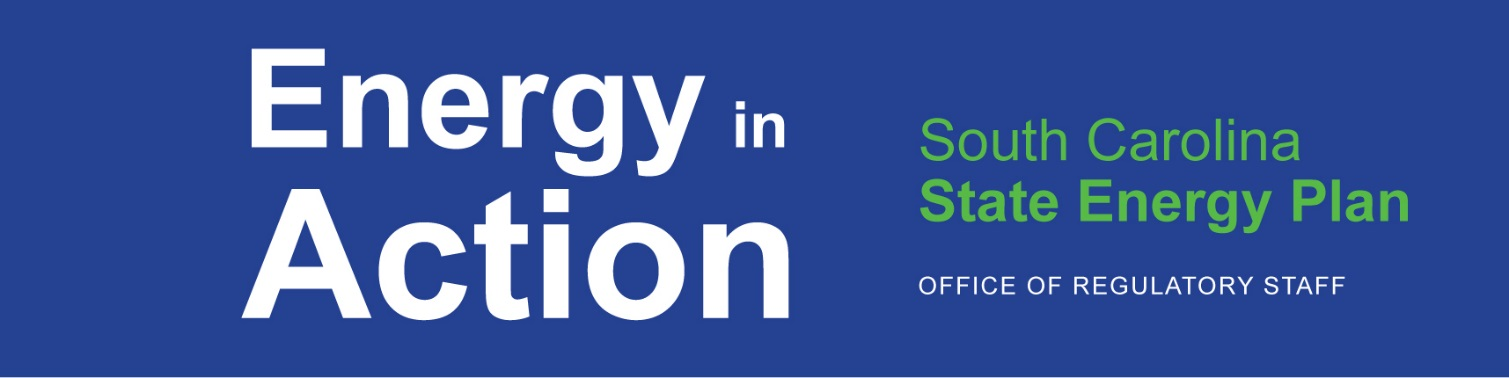 Energy in
Action
South Carolina
State Energy Plan
OFFICE OF REGULATORY STAFF